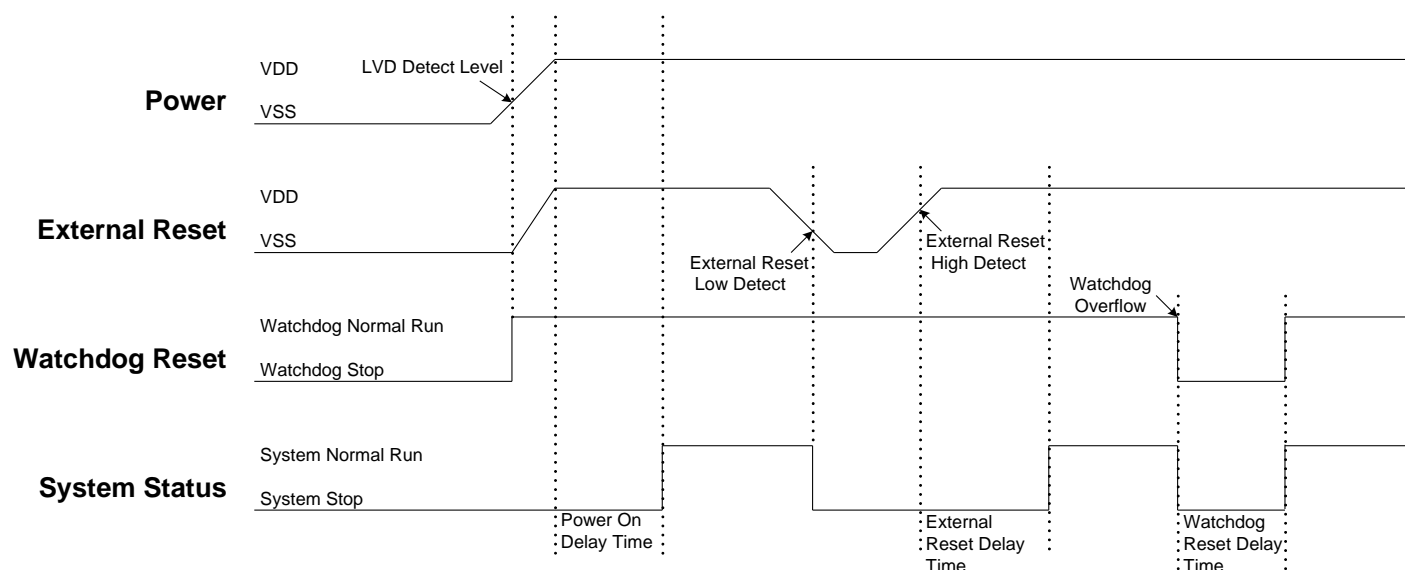 VDD
LVD Detect Level
Power
VSS
VDD
External Reset
VSS
External Reset
Low Detect
External Reset
High Detect
Watchdog
Overflow
Watchdog Normal Run
Watchdog Reset
Watchdog Stop
System Normal Run
System Status
System Stop
Power On
Delay Time
External
Reset Delay
Time
Watchdog
Reset Delay
Time